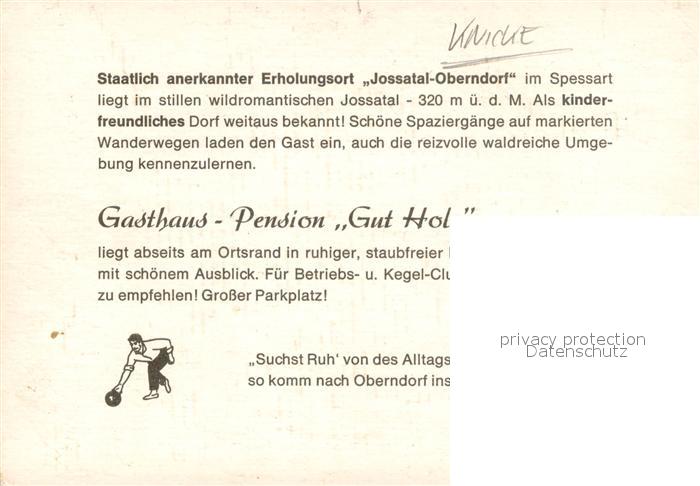 KNICKE
Staatlich anerkannter Erholungsort „Jossatal-Oberndorf“ im Spessart
liegt im stillen wildromantischen Jossatal - 320 m ü. d. M. Als kinder-
freundliches Dorf weitaus bekannt! Schöne Spaziergänge auf markierten
Wanderwegen laden den Gast ein, auch die reizvolle waldreiche Umge-
bung kennenzulernen.
Gasthaus - Pension „Gut Hol "
liegt abseits am Ortsrand in ruhiger, staubfreier
mit schönem Ausblick. Für Betriebs- u. Kegel-Clu
zu empfehlen! Großer Parkplatz!
privacy protection
Datenschutz
„Suchst Ruh‘ von des Alltags
so komm nach Oberndorf ins